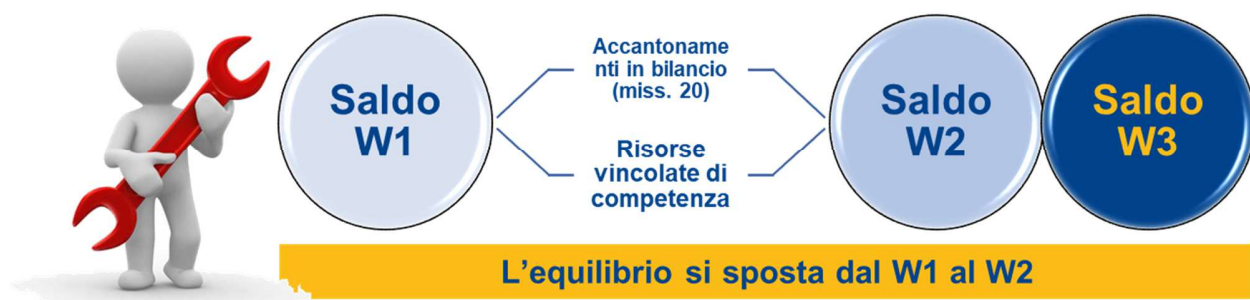 Saldo
W1
Accantoname
nti in bilancio
(miss. 20)
Risorse
vincolate di
competenza
Saldo
W2
Saldo
W3
L'equilibrio si sposta dal W1 al W2